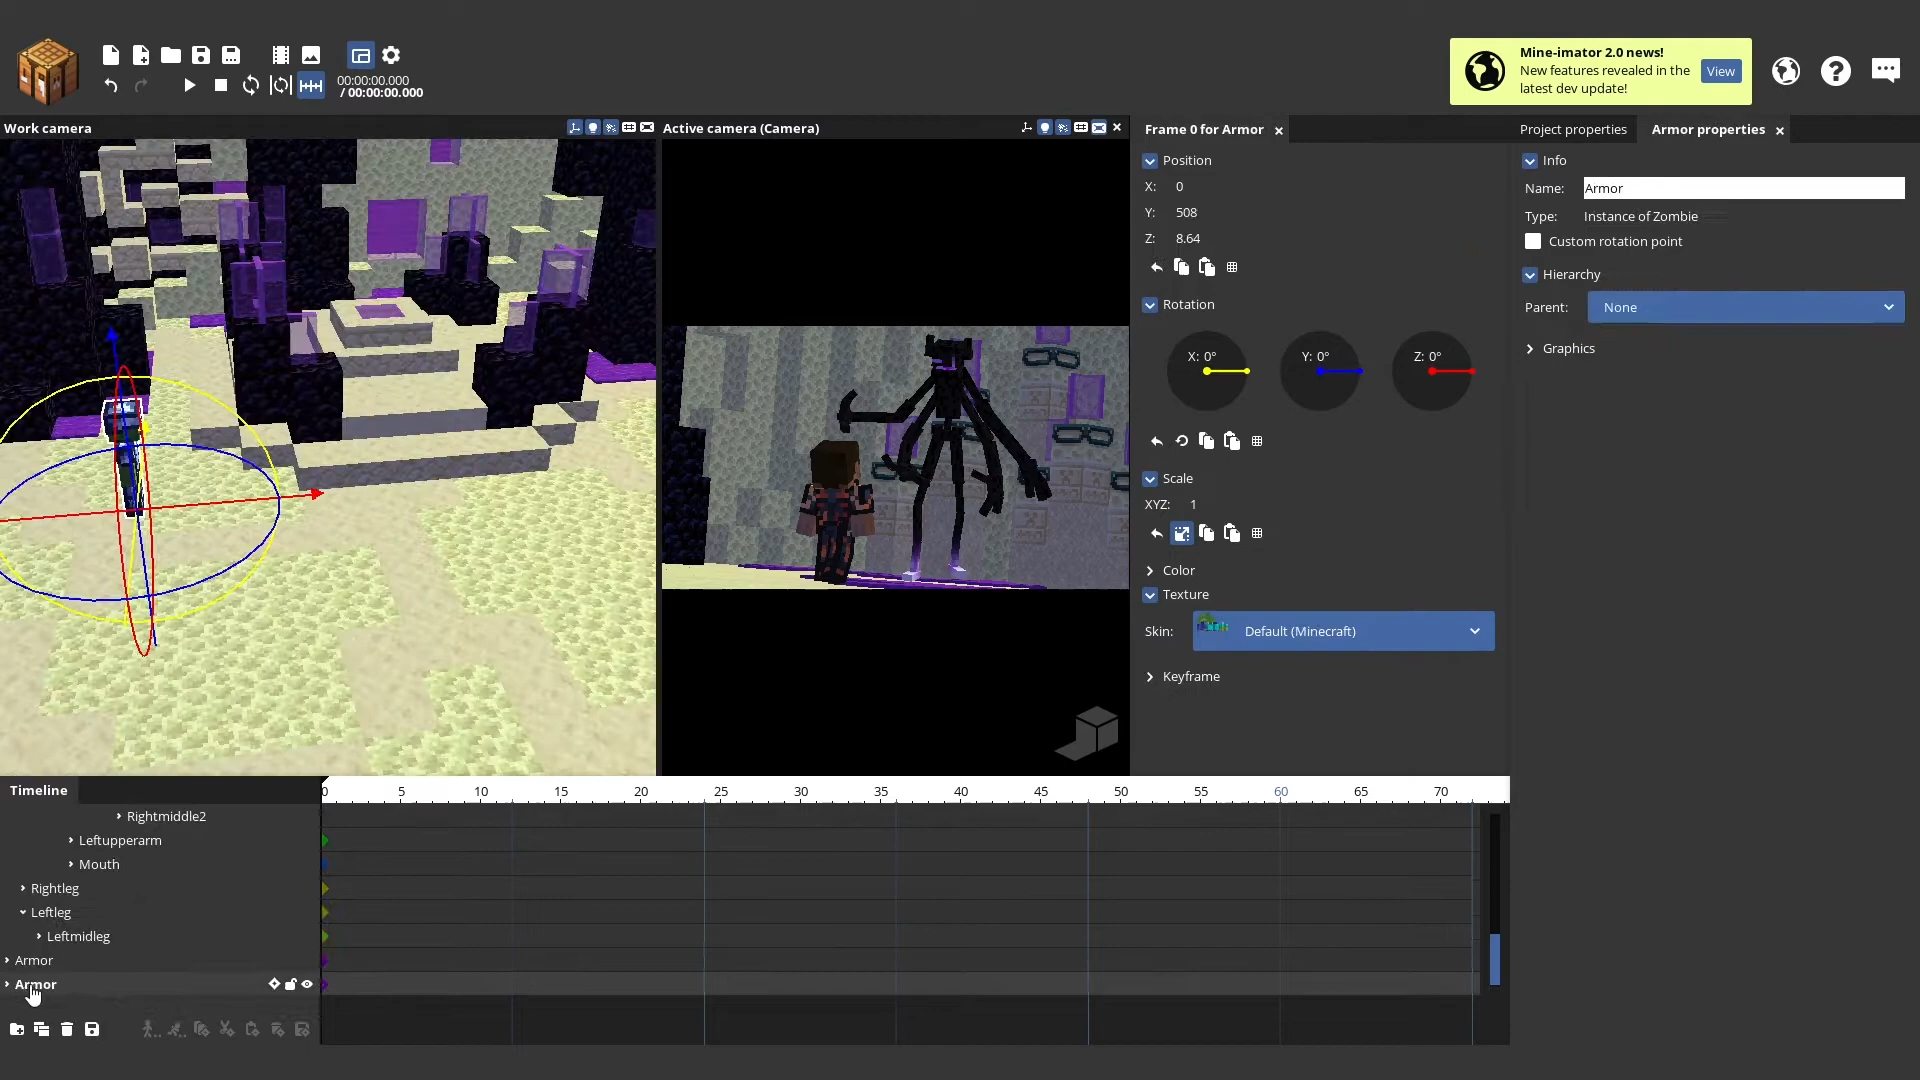 00:00:00.000
/ 00:00:00.000
Mine-imator 2.0 news!
New features revealed in the
latest dev update!
View
Work camera
Active camera (Camera)
Frame 0 for Armor
Project properties
Armor properties
Position
X: 0
Y: 508
Z: 8.64
Rotation
X: 0°
Y: 0°
Z: 0°
Scale
XYZ: 1
Color
Texture
Skin: Default (Minecraft)
Keyframe
Info
Name: Armor
Type: Instance of Zombie
Custom rotation point
Hierarchy
Parent: None
Graphics
Timeline
0 5 10 15 20 25 30 35 40 45 50 55 60 65 70
Rightmiddle2
Leftupperarm
Mouth
Rightleg
Leftleg
Leftmidleg
Armor
Armor